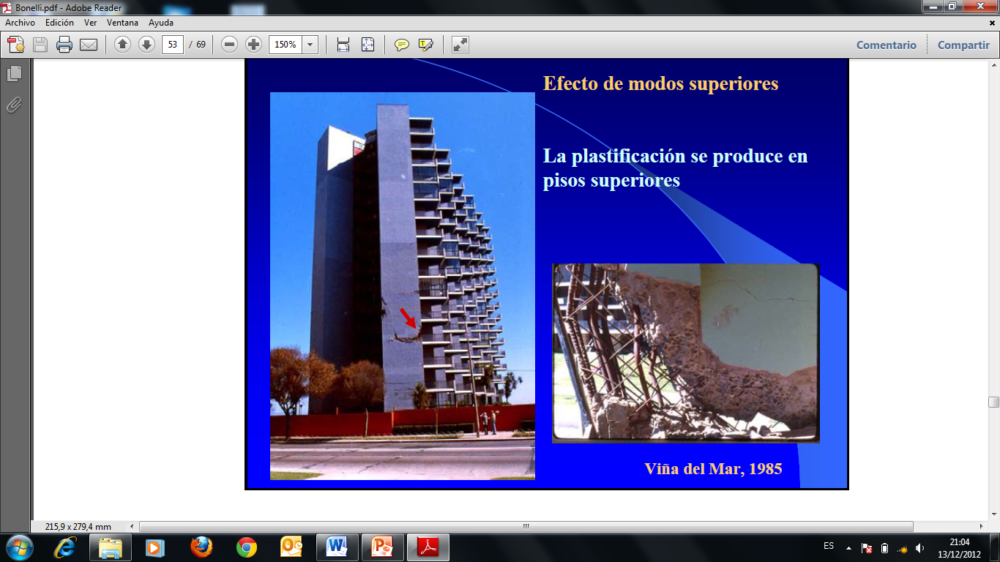 Bonelli.pdf - Adobe Reader
Archivo Edición Ver Ventana Ayuda
53 / 69 150% Comentario Compartir
Efecto de modos superiores
La plastificación se produce en
pisos superiores
Viña del Mar, 1985
215,9 x 279,4 mm
ES 21:04
13/12/2012